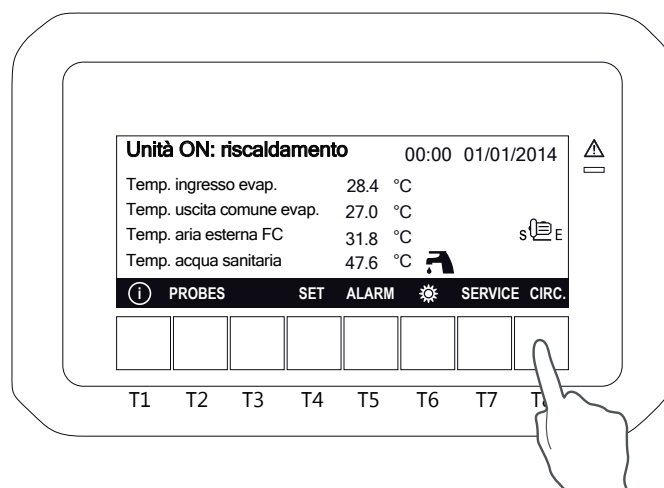 Unità ON: riscaldamento 00:00 01/01/2014
Temp. ingresso evap. 28.4 °C
Temp. uscita comune evap. 27.0 °C
Temp. aria esterna FC 31.8 °C
S E
Temp. acqua sanitaria 47.6 °C
i PROBES SET ALARM SERVICE CIRC.
T1 T2 T3 T4 T5 T6 T7 T8